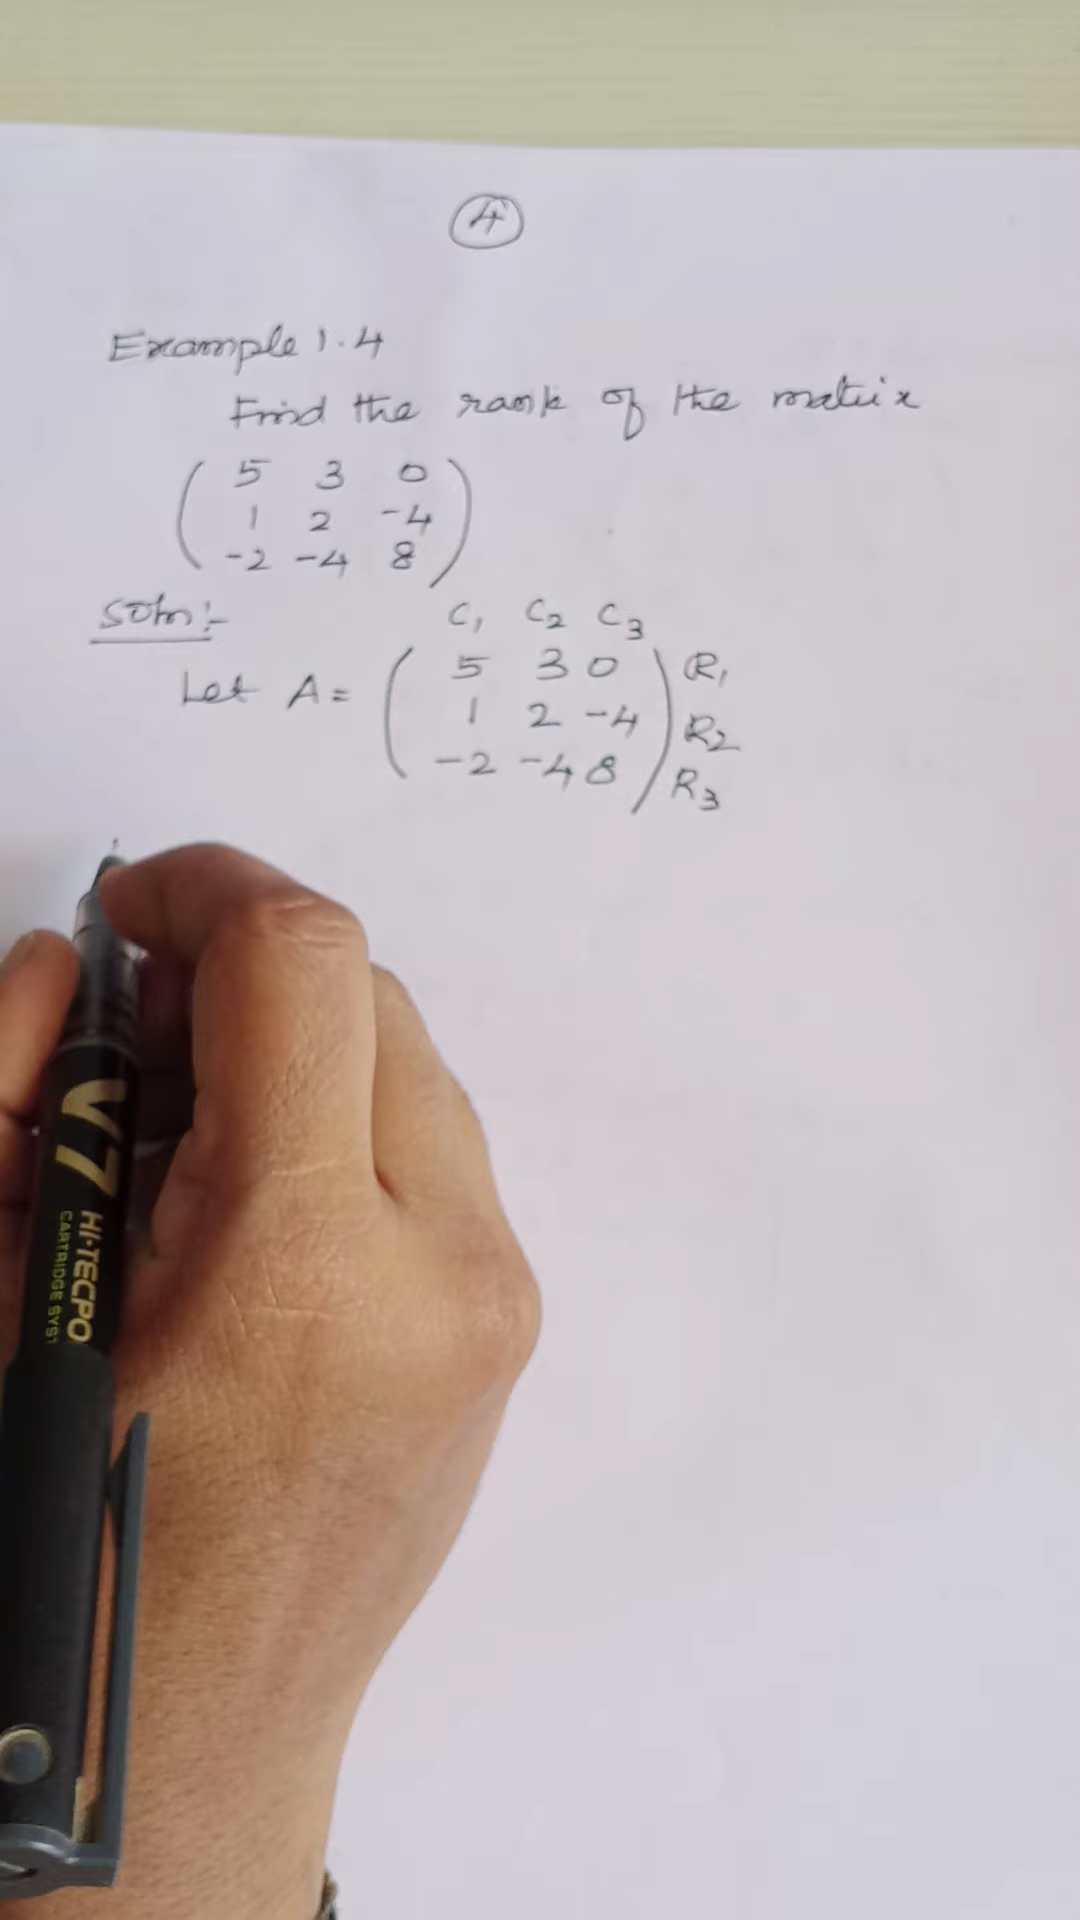 4
Example 1.4
Find the rank of the matrix
5 3 0
1 2 -4
-2 -4 8
Soln:-
C1 C2 C3
Let A = ( 5 3 0 ) R1
1 2 -4 R2
-2 -4 8 R3
V7
HI-TECPO
CARTRIDGE SYST